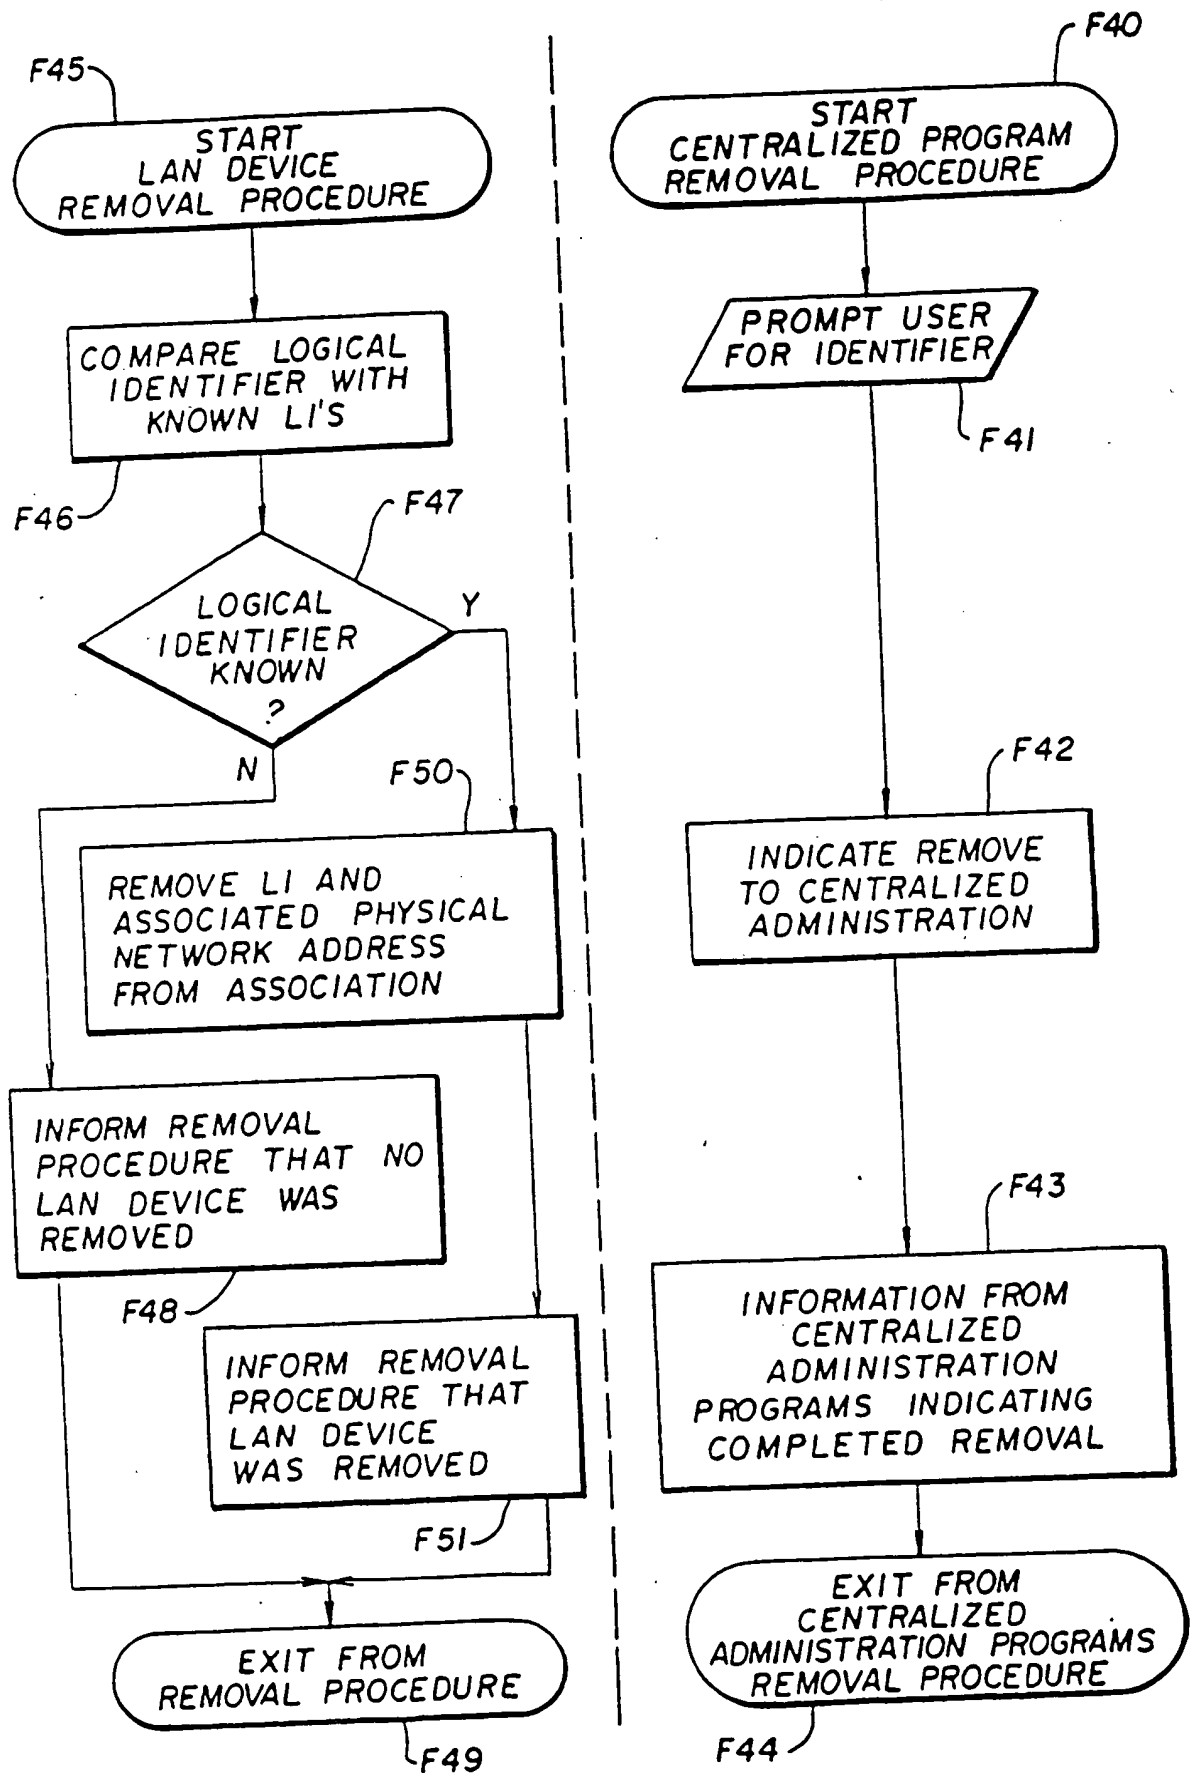 F45
START
LAN DEVICE
REMOVAL PROCEDURE
COMPARE LOGICAL
IDENTIFIER WITH
KNOWN LI'S
F46
F47
LOGICAL
IDENTIFIER
KNOWN
?
Y
N
F50
REMOVE LI AND
ASSOCIATED PHYSICAL
NETWORK ADDRESS
FROM ASSOCIATION
INFORM REMOVAL
PROCEDURE THAT NO
LAN DEVICE WAS
REMOVED
F48
INFORM REMOVAL
PROCEDURE THAT
LAN DEVICE
WAS REMOVED
F51
EXIT FROM
REMOVAL PROCEDURE
F49
F40
START
CENTRALIZED PROGRAM
REMOVAL PROCEDURE
PROMPT USER
FOR IDENTIFIER
F41
F42
INDICATE REMOVE
TO CENTRALIZED
ADMINISTRATION
F43
INFORMATION FROM
CENTRALIZED
ADMINISTRATION
PROGRAMS INDICATING
COMPLETED REMOVAL
EXIT FROM
CENTRALIZED
ADMINISTRATION PROGRAMS
REMOVAL PROCEDURE
F44